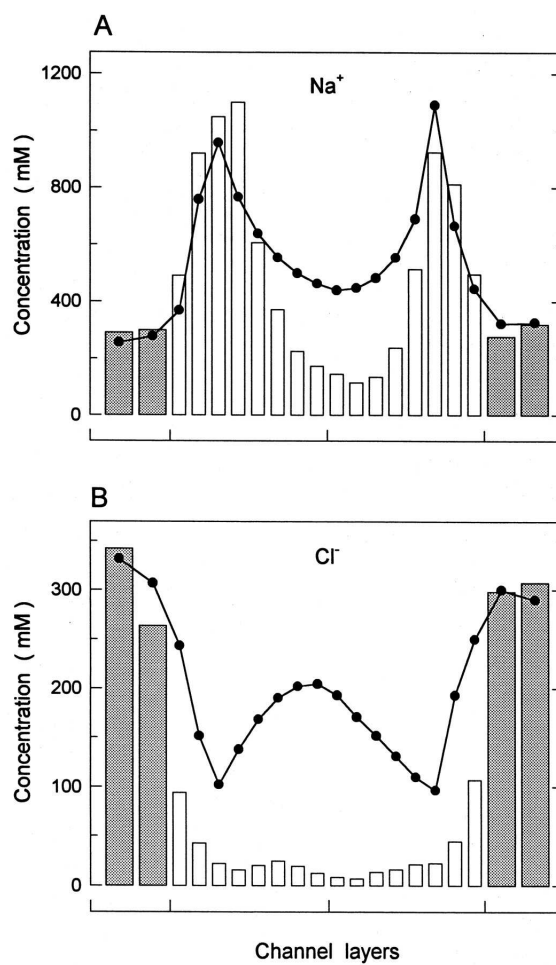 A
Na⁺
1200
800
400
0
Concentration ( mM )
B
Cl⁻
300
200
100
0
Concentration ( mM )
Channel layers